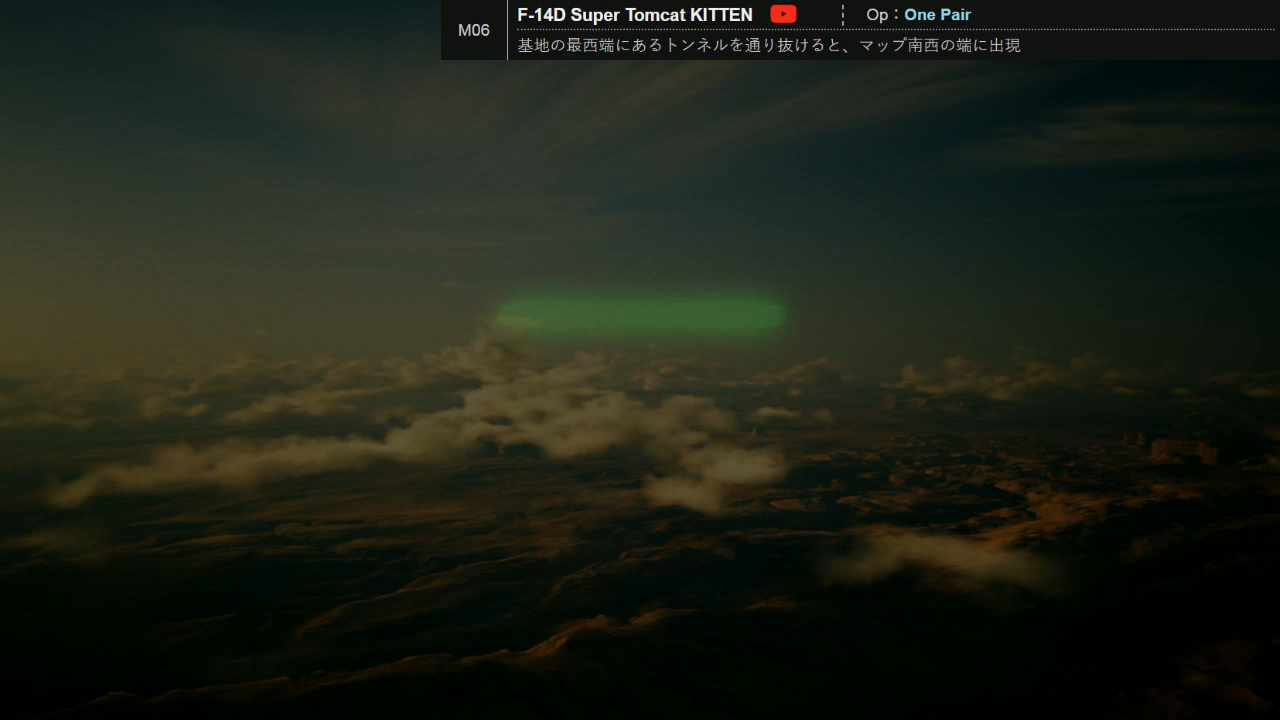 M06
F-14D Super Tomcat KITTEN
Op：One Pair
基地の最西端にあるトンネルを通り抜けると、マップ南西の端に出現